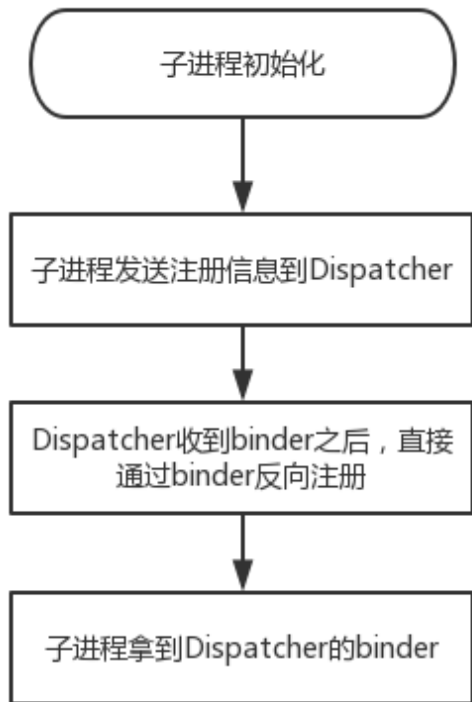 子进程初始化
子进程发送注册信息到Dispatcher
Dispatcher收到binder之后，直接
通过binder反向注册
子进程拿到Dispatcher的binder